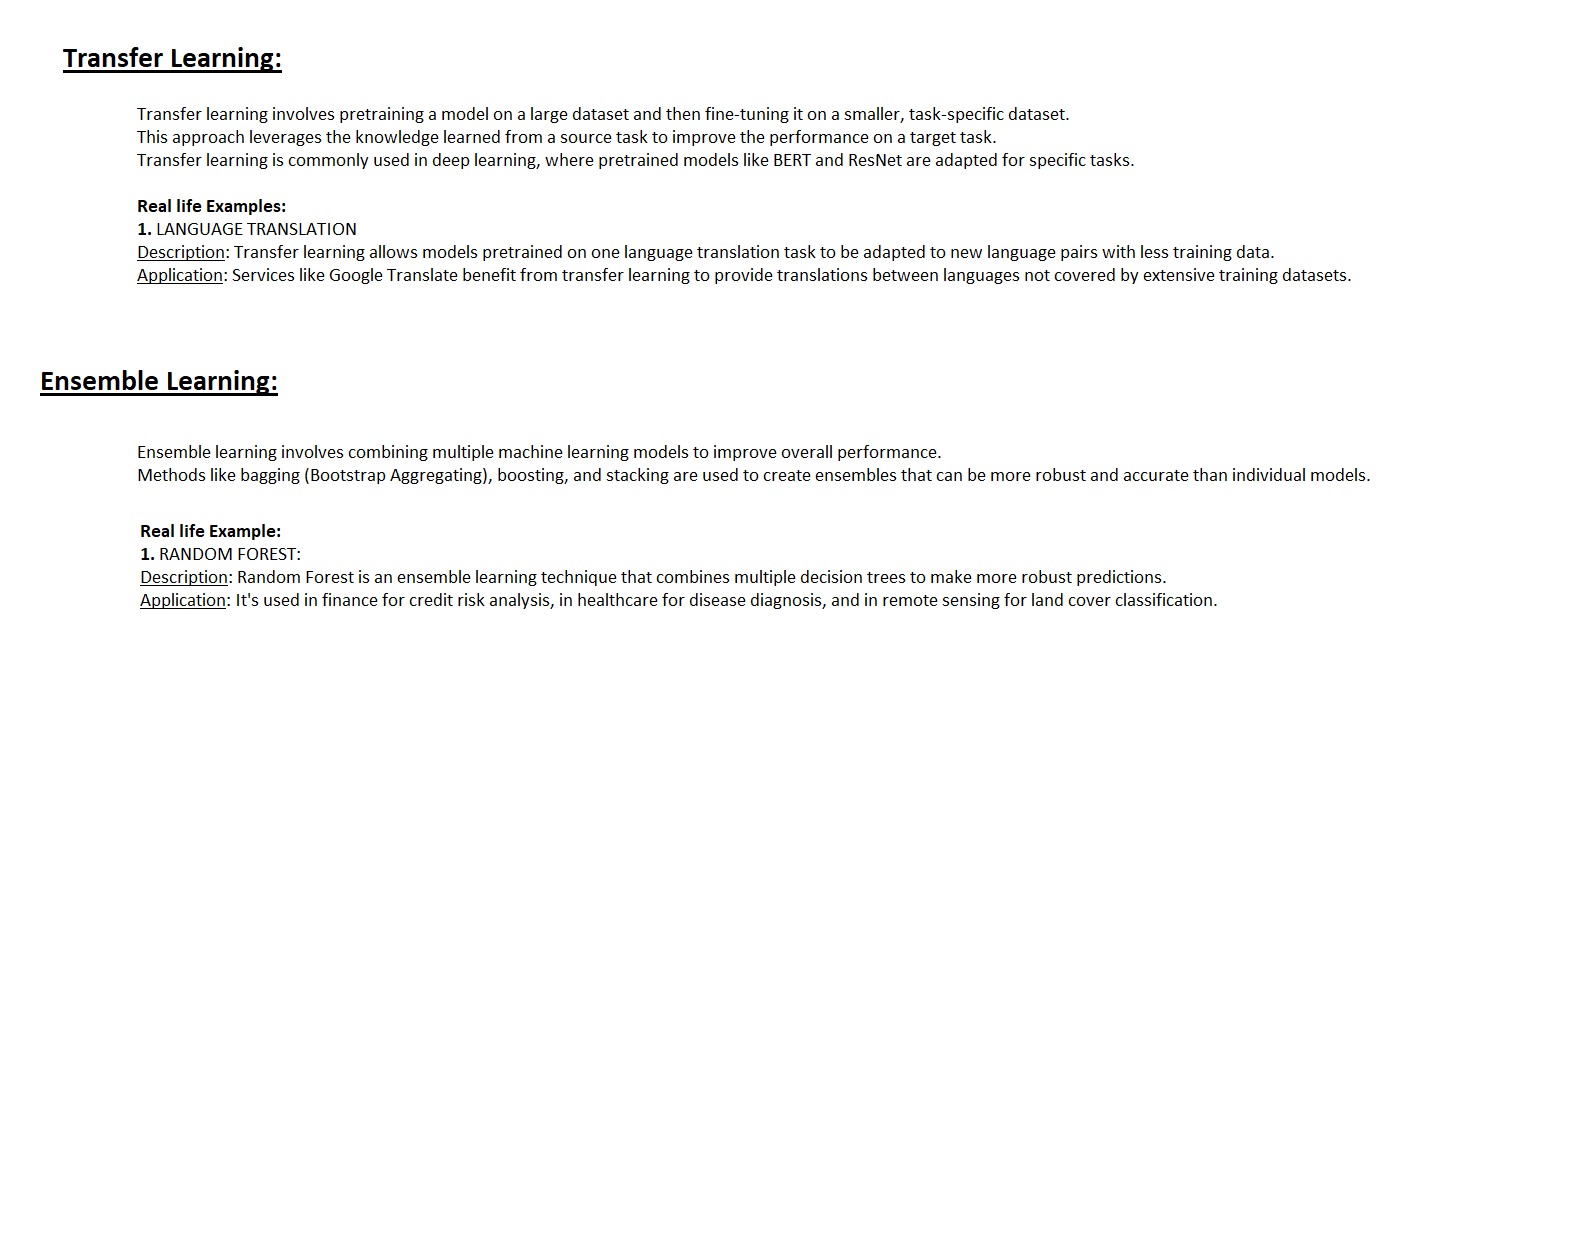 Transfer Learning:
Transfer learning involves pretraining a model on a large dataset and then fine-tuning it on a smaller, task-specific dataset.
This approach leverages the knowledge learned from a source task to improve the performance on a target task.
Transfer learning is commonly used in deep learning, where pretrained models like BERT and ResNet are adapted for specific tasks.
Real life Examples:
1. LANGUAGE TRANSLATION
Description: Transfer learning allows models pretrained on one language translation task to be adapted to new language pairs with less training data.
Application: Services like Google Translate benefit from transfer learning to provide translations between languages not covered by extensive training datasets.
Ensemble Learning:
Ensemble learning involves combining multiple machine learning models to improve overall performance.
Methods like bagging (Bootstrap Aggregating), boosting, and stacking are used to create ensembles that can be more robust and accurate than individual models.
Real life Example:
1. RANDOM FOREST:
Description: Random Forest is an ensemble learning technique that combines multiple decision trees to make more robust predictions.
Application: It's used in finance for credit risk analysis, in healthcare for disease diagnosis, and in remote sensing for land cover classification.